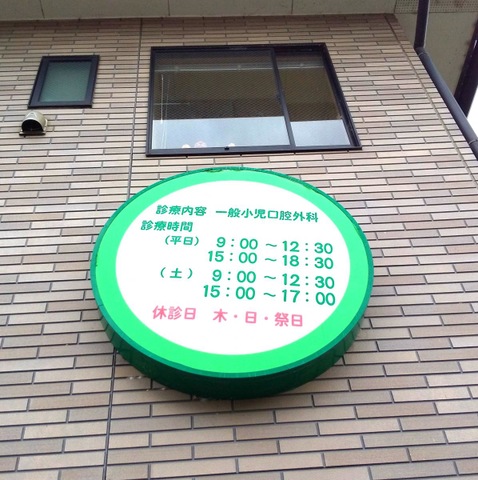 診療内容 一般小児口腔外科
診療時間
(平日) 9:00 ～12:30
15:00 ～18:30
(土) 9:00 ～12:30
15:00 ～17:00
休診日 木・日・祭日